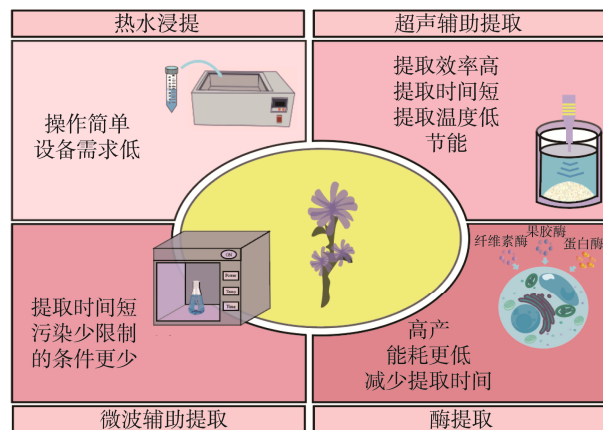 热水浸提
超声辅助提取
操作简单
设备需求低
提取效率高
提取时间短
提取温度低
节能
提取时间短
污染少限制
的条件更少
ON
Power
Temp
Time
纤维素酶
果胶酶
蛋白酶
高产
能耗更低
减少提取时间
微波辅助提取
酶提取